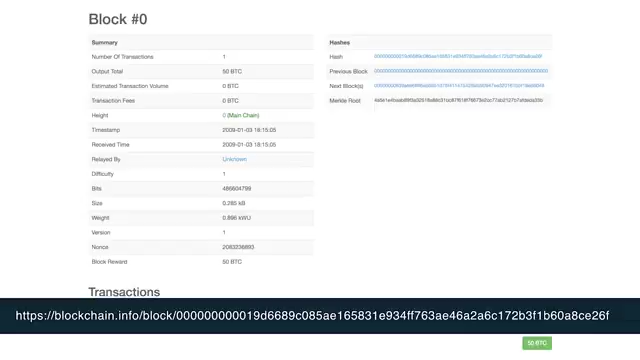 Block #0
Summary
Number Of Transactions 1
Output Total 50 BTC
Estimated Transaction Volume 0 BTC
Transaction Fees 0 BTC
Height 0 (Main Chain)
Timestamp 2009-01-03 18:15:05
Received Time 2009-01-03 18:15:05
Relayed By Unknown
Difficulty 1
Bits 486604799
Size 0.285 kB
Weight 0.896 kWU
Version 1
Nonce 2083236893
Block Reward 50 BTC
Hashes
Hash 000000000019d6689c085ae165831e934ff763ae46a2a6c172b3f1b60a8ce26f
Previous Block
Next Block(s)
Merkle Root
Transactions
https://blockchain.info/block/000000000019d6689c085ae165831e934ff763ae46a2a6c172b3f1b60a8ce26f
50 BTC